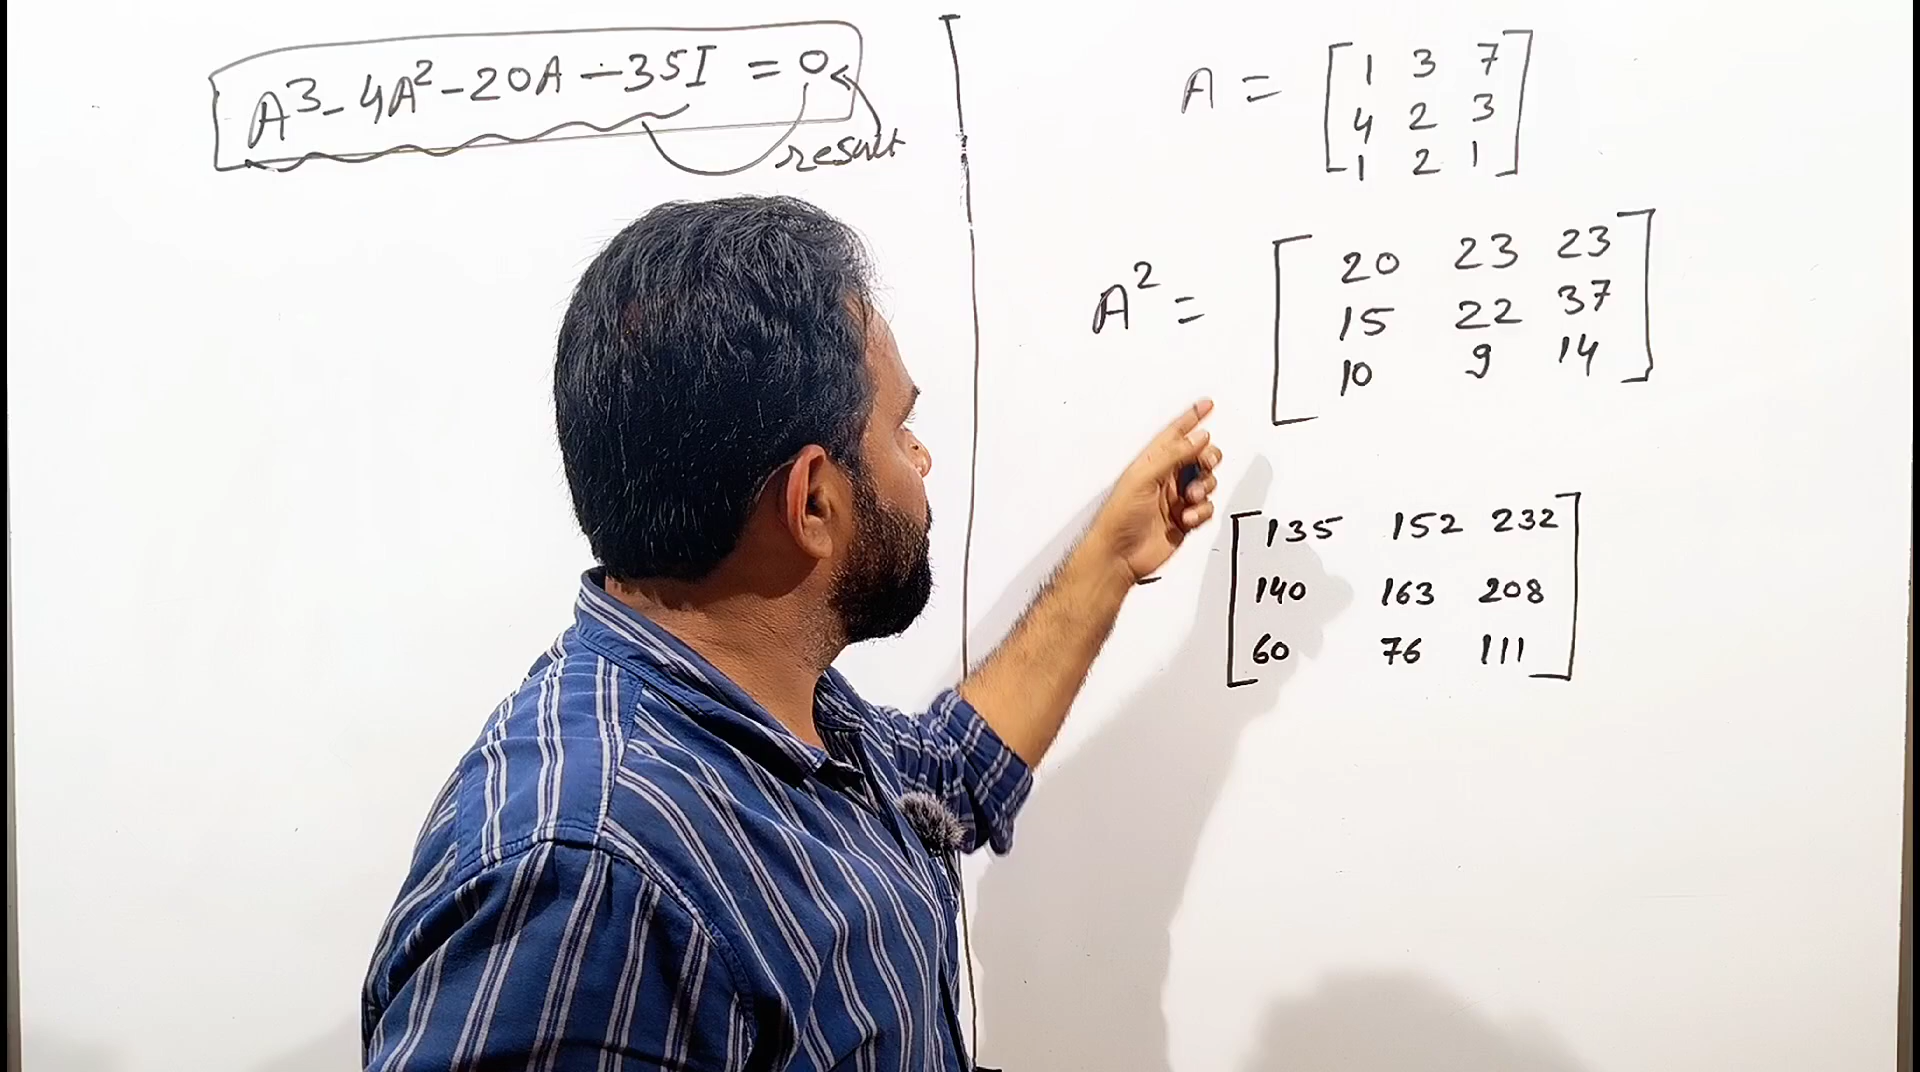 A³ - 4A² - 20A - 35I = 0
result
A = [1 3 7
4 2 3
1 2 1]
A² = [20 23 23
15 22 37
10 9 14]
[135 152 232
140 163 208
60 76 111]